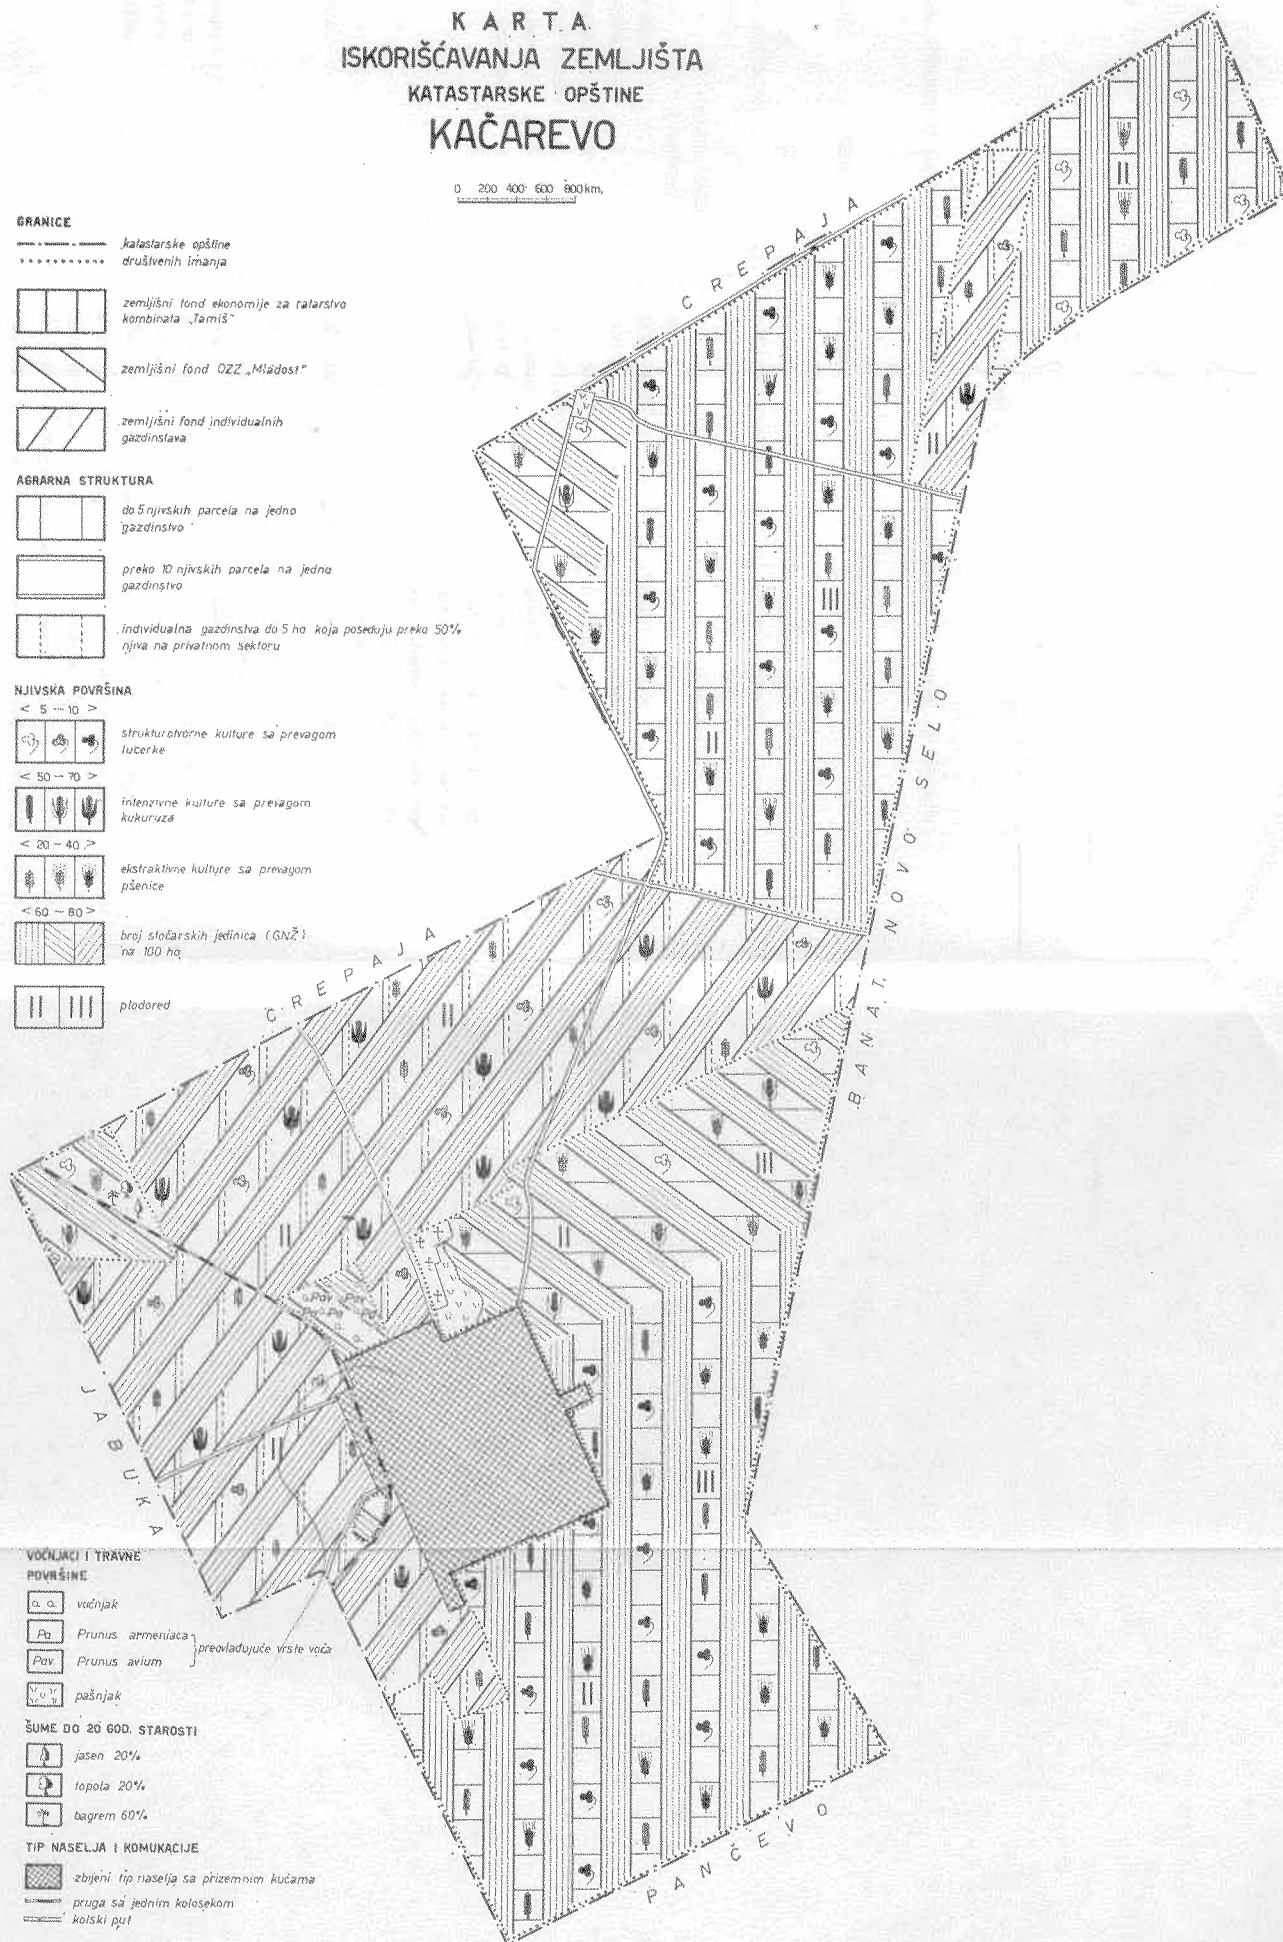 KARTA
ISKORIŠĆAVANJA ZEMLJIŠTA
KATASTARSKE OPŠTINE
KAČAREVO
0 200 400 600 800km.
GRANICE
katastarske opštine
društvenih imanja
zemljišni fond ekonomije za ratarstvo
kombinata „Tamiš"
zemljišni fond OZZ „Mladost"
zemljišni fond individualnih
gazdinstava
AGRARNA STRUKTURA
do 5 njivskih parcela na jedno
gazdinstvo
preko 10 njivskih parcela na jedno
gazdinstvo
individualna gazdinstva do 5 ha koja poseduju preko 50%
njiva na privatnom sektoru
NJIVSKA POVRŠINA
< 5 — 10 >
strukturotvorne kulture sa prevagom
lucerke
< 50 — 70 >
intenzivne kulture sa prevagom
kukuruza
< 20 — 40 >
ekstraktivne kulture sa prevagom
pšenice
< 60 — 80 >
broj stočarskih jedinica (GNŽ)
na 100 ha
plodored
CREPAJA
CREPAJA
BANAT. NOVO SELO
JABUKA
PANČEVO
Pav Pav
Pa Pa Pa
VOĆNJACI I TRAVNE
POVRŠINE
voćnjak
Pa Prunus armeniaca
preovlađujuće vrste voća
Pav Prunus avium
pašnjak
ŠUME DO 20 GOD. STAROSTI
jasen 20%
topola 20%
bagrem 60%
TIP NASELJA I KOMUKACIJE
zbijeni tip naselja sa prizemnim kućama
pruga sa jednim kolosekom
kolski put